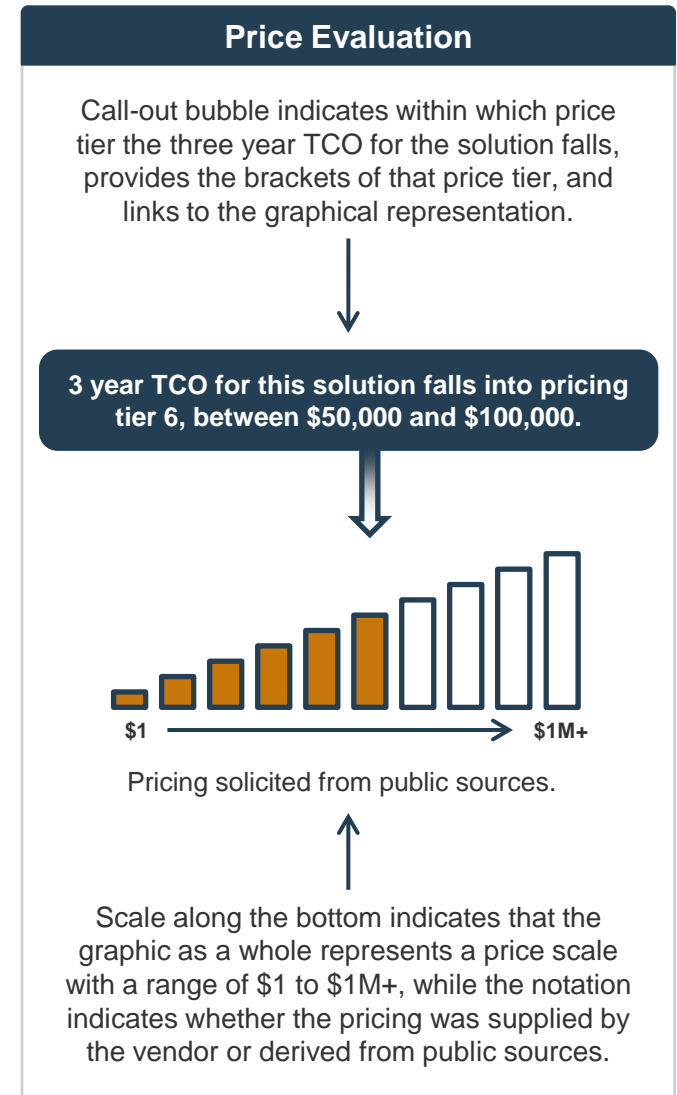 Price Evaluation
Call-out bubble indicates within which price
tier the three year TCO for the solution falls,
provides the brackets of that price tier, and
links to the graphical representation.
3 year TCO for this solution falls into pricing
tier 6, between $50,000 and $100,000.
$1
$1M+
Pricing solicited from public sources.
Scale along the bottom indicates that the
graphic as a whole represents a price scale
with a range of $1 to $1M+, while the notation
indicates whether the pricing was supplied by
the vendor or derived from public sources.